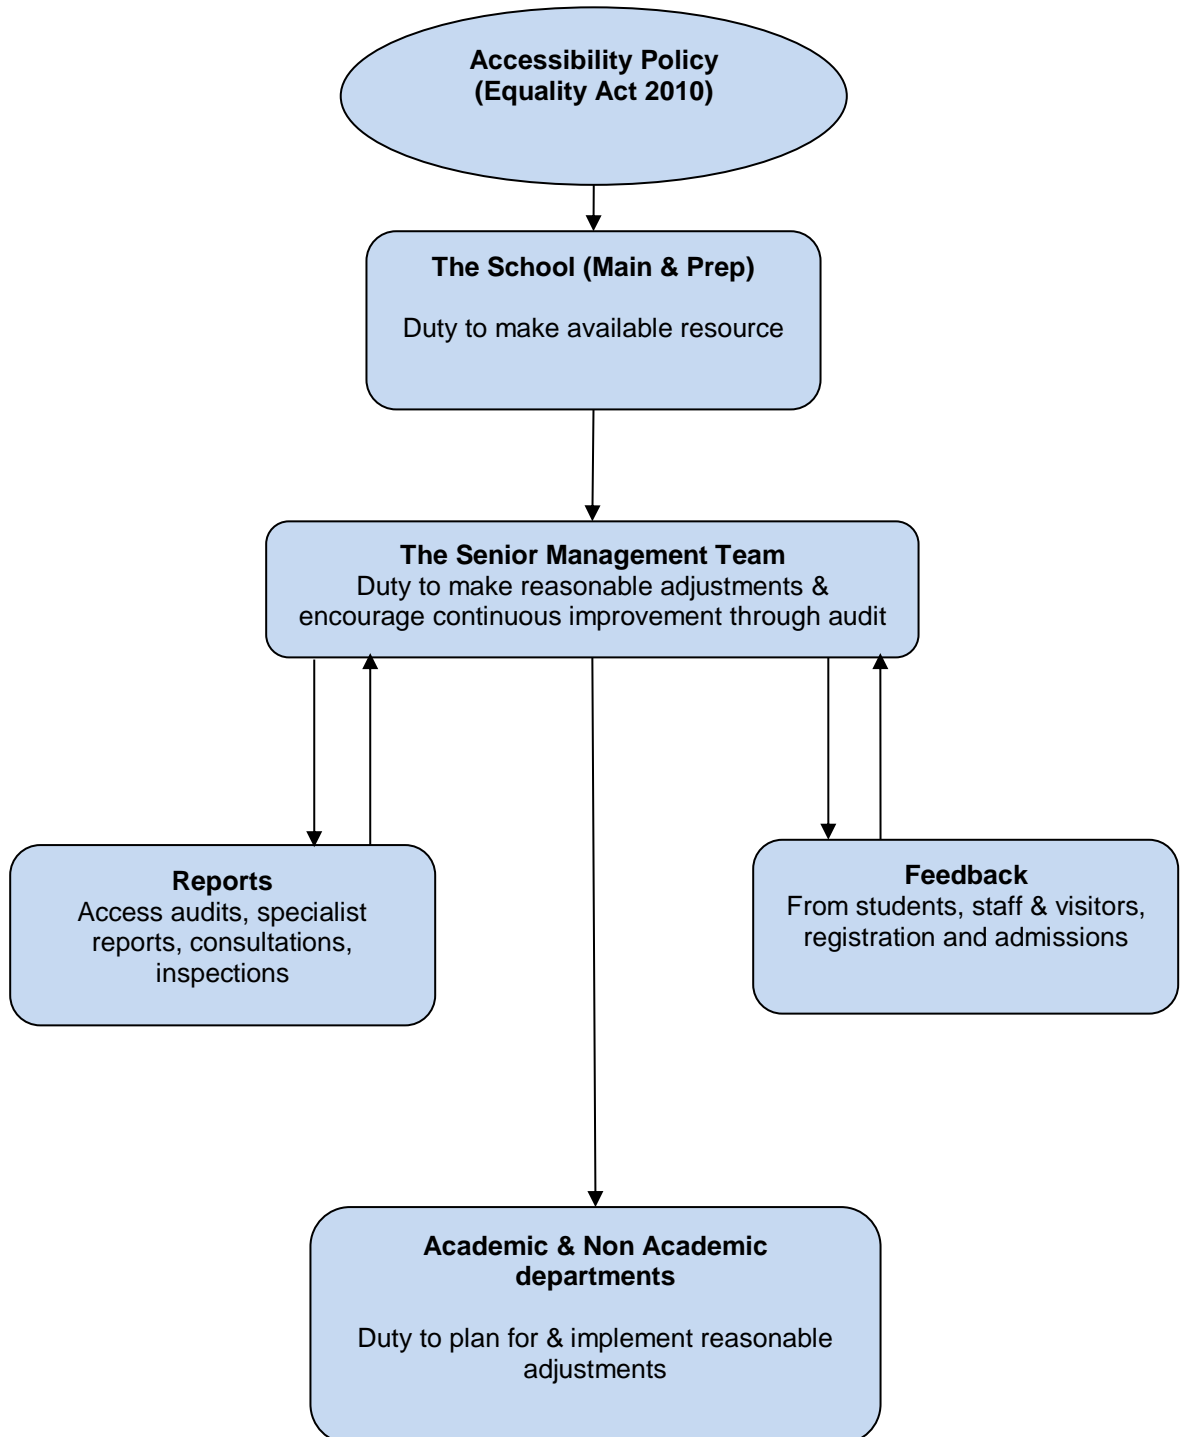 Accessibility Policy
(Equality Act 2010)
The School (Main & Prep)
Duty to make available resource
The Senior Management Team
Duty to make reasonable adjustments &
encourage continuous improvement through audit
Reports
Access audits, specialist
reports, consultations,
inspections
Feedback
From students, staff & visitors,
registration and admissions
Academic & Non Academic
departments
Duty to plan for & implement reasonable
adjustments